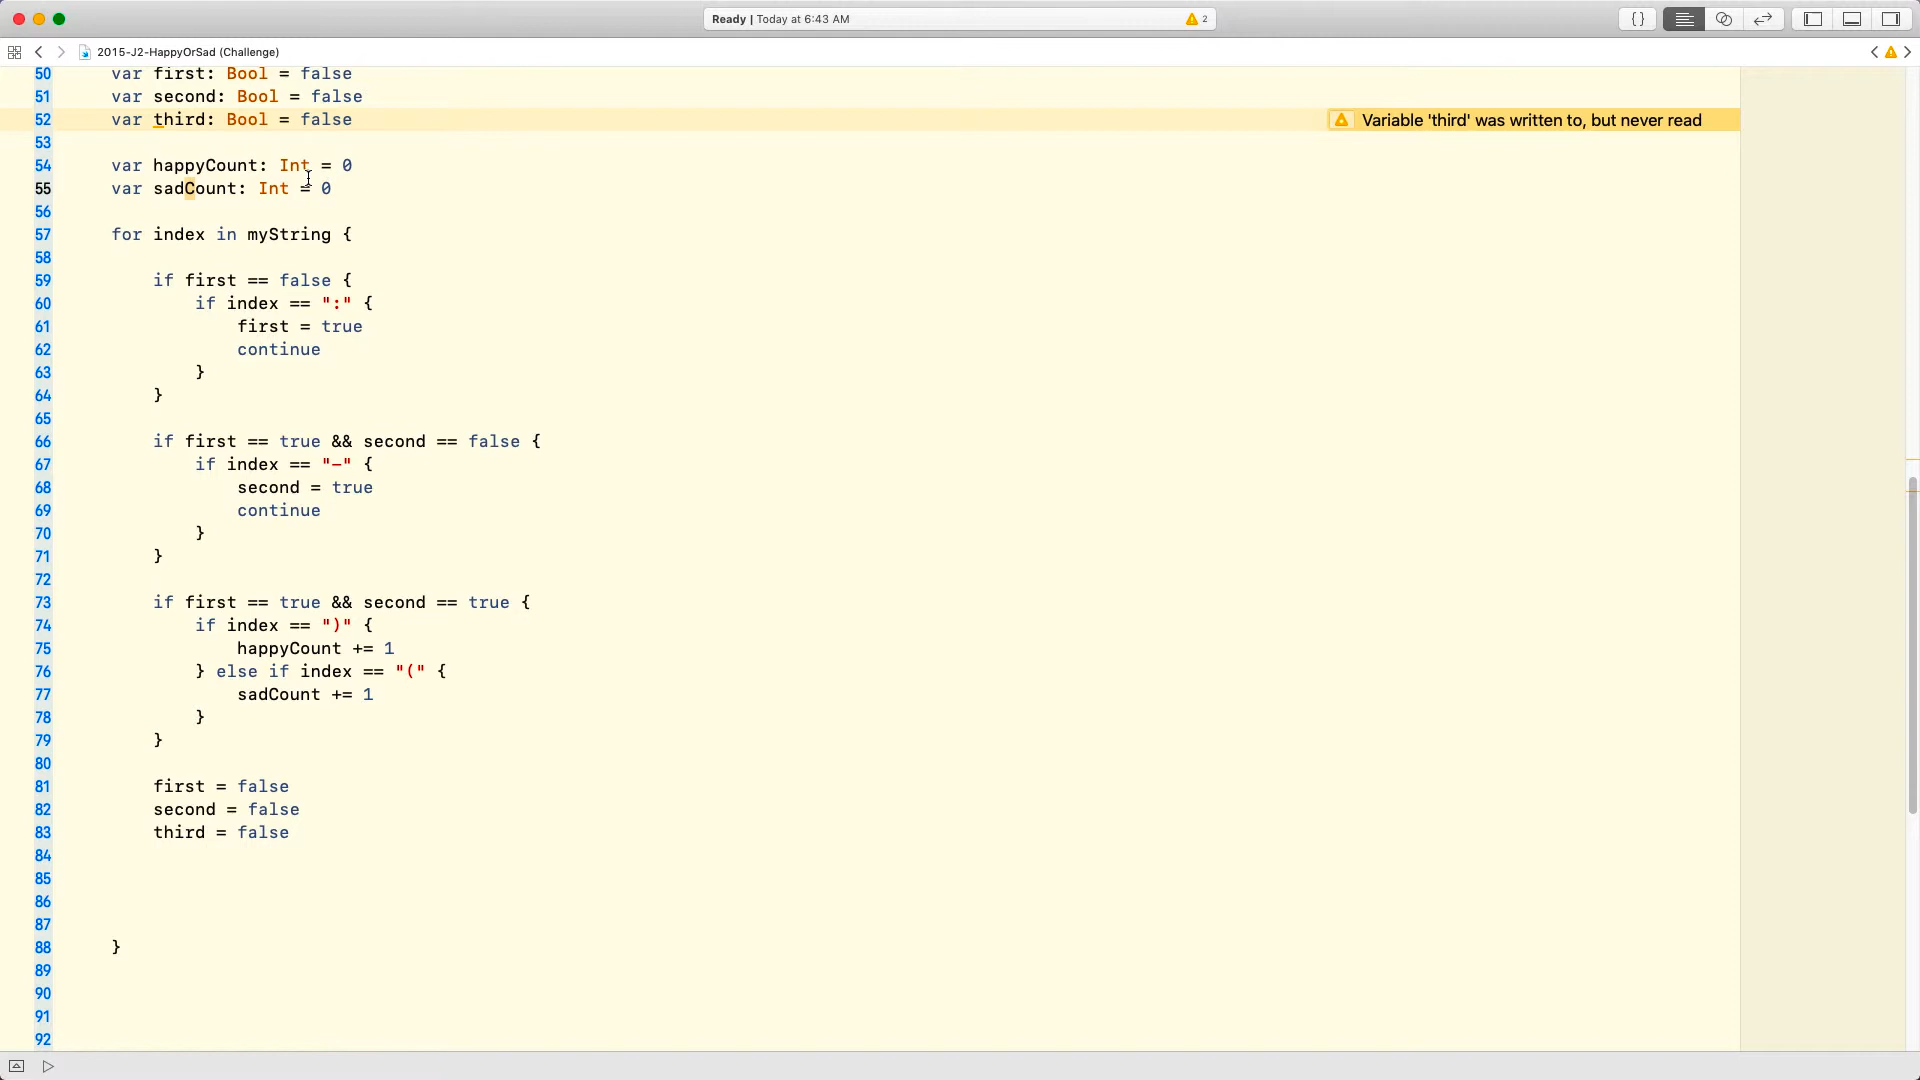 Ready | Today at 6:43 AM
2
{}
2015-J2-HappyOrSad (Challenge)
50 var first: Bool = false
51 var second: Bool = false
52 var third: Bool = false
Variable 'third' was written to, but never read
53
54 var happyCount: Int = 0
55 var sadCount: Int = 0
56
57 for index in myString {
58
59 if first == false {
60 if index == ":" {
61 first = true
62 continue
63 }
64 }
65
66 if first == true && second == false {
67 if index == "-" {
68 second = true
69 continue
70 }
71 }
72
73 if first == true && second == true {
74 if index == ")" {
75 happyCount += 1
76 } else if index == "(" {
77 sadCount += 1
78 }
79 }
80
81 first = false
82 second = false
83 third = false
84
85
86
87
88 }
89
90
91
92